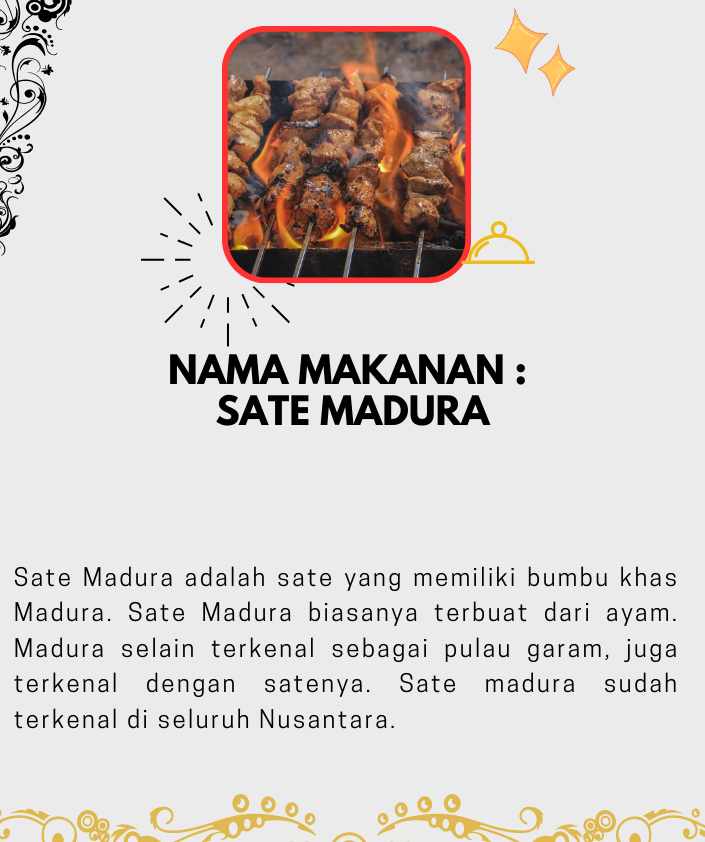 NAMA MAKANAN :
SATE MADURA
Sate Madura adalah sate yang memiliki bumbu khas
Madura. Sate Madura biasanya terbuat dari ayam.
Madura selain terkenal sebagai pulau garam, juga
terkenal dengan satenya. Sate madura sudah
terkenal di seluruh Nusantara.